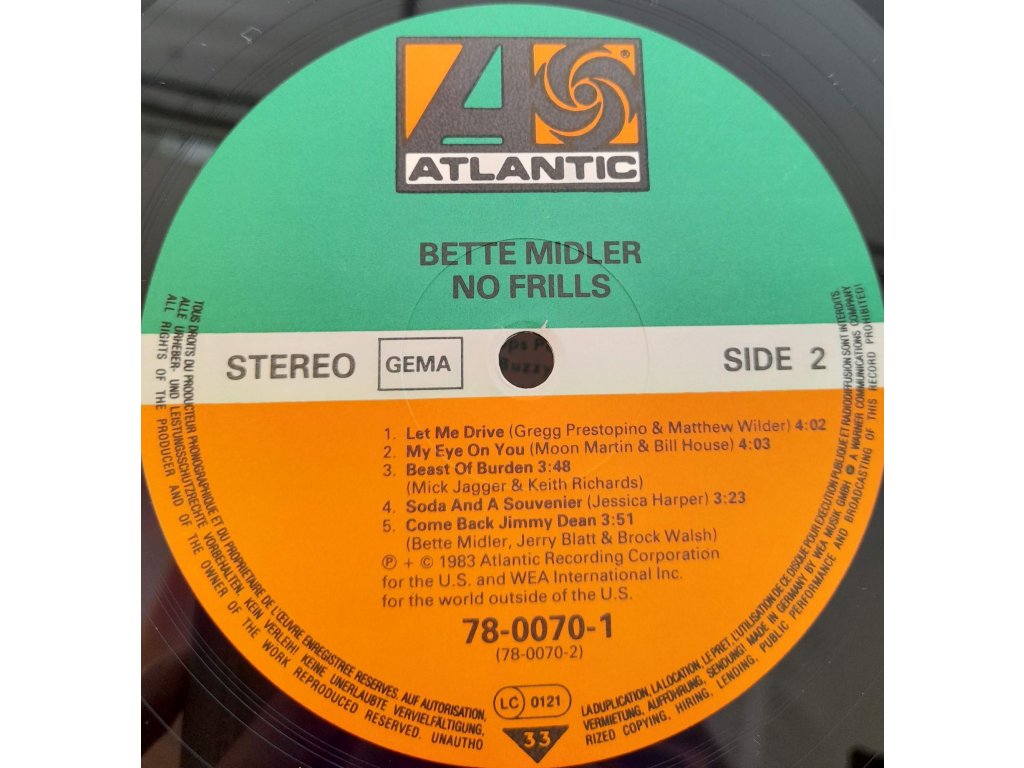 ATLANTIC
®
BETTE MIDLER
NO FRILLS
STEREO
GEMA
SIDE 2
1. Let Me Drive (Gregg Prestopino & Matthew Wilder) 4:02
2. My Eye On You (Moon Martin & Bill House) 4:03
3. Beast Of Burden 3:48
(Mick Jagger & Keith Richards)
4. Soda And A Souvenier (Jessica Harper) 3:23
5. Come Back Jimmy Dean 3:51
(Bette Midler, Jerry Blatt & Brock Walsh)
℗ + © 1983 Atlantic Recording Corporation
for the U.S. and WEA International Inc.
for the world outside of the U.S.
78-0070-1
(78-0070-2)
LC 0121
33
TOUS DROITS DU PRODUCTEUR PHONOGRAPHIQUE ET DU PROPRIETAIRE DE L'ŒUVRE ENREGISTREE RESERVES. SAUF AUTORISATION, LA DUPLICATION, LA LOCATION, LE PRET, L'UTILISATION DE CE DISQUE POUR EXECUTION PUBLIQUE ET RADIODIFFUSION SONT INTERDITS.
ALLE URHEBER- UND LEISTUNGSSCHUTZRECHTE VORBEHALTEN. KEIN VERLEIH! KEINE UNERLAUBTE VERVIELFÄLTIGUNG, VERMIETUNG, AUFFÜHRUNG, SENDUNG! MADE IN GERMANY BY WEA MUSIK GMBH A WARNER COMMUNICATIONS COMPANY
ALL RIGHTS OF THE PRODUCER AND OF THE OWNER OF THE WORK REPRODUCED RESERVED. UNAUTHORIZED COPYING, HIRING, LENDING, PUBLIC PERFORMANCE AND BROADCASTING OF THIS RECORD PROHIBITED!